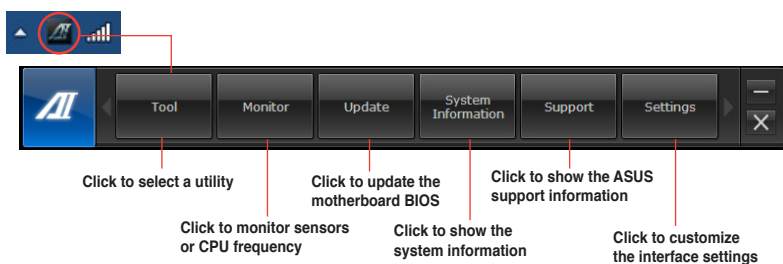 Tool
Monitor
Update
System
Information
Support
Settings
Click to select a utility
Click to update the
motherboard BIOS
Click to show the ASUS
support information
Click to monitor sensors
or CPU frequency
Click to show the
system information
Click to customize
the interface settings